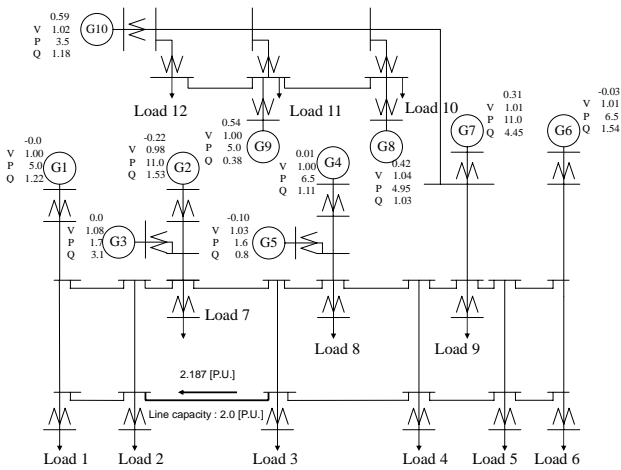 0.59
V 1.02
P 3.5
Q 1.18
G10
Load 12
Load 11
Load 10
0.54
V 1.00
P 5.0
Q 0.38
G9
G8
0.42
V 1.04
P 4.95
Q 1.03
0.31
V 1.01
P 11.0
Q 4.45
G7
-0.03
V 1.01
P 6.5
Q 1.54
G6
-0.0
V 1.00
P 5.0
Q 1.22
G1
-0.22
V 0.98
P 11.0
Q 1.53
G2
0.01
V 1.00
P 6.5
Q 1.11
G4
0.0
V 1.08
P 1.7
Q 3.1
G3
-0.10
V 1.03
P 1.6
Q 0.8
G5
Load 7
Load 8
Load 9
2.187 [P.U.]
Line capacity : 2.0 [P.U.]
Load 1
Load 2
Load 3
Load 4
Load 5
Load 6